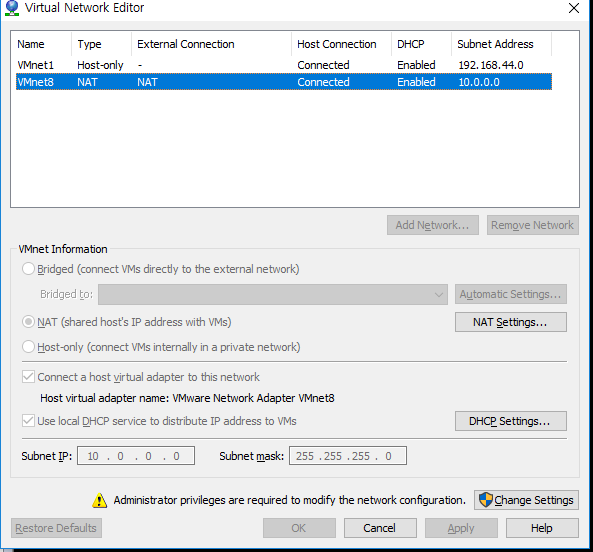 Virtual Network Editor
Name Type External Connection Host Connection DHCP Subnet Address
VMnet1 Host-only - Connected Enabled 192.168.44.0
VMnet8 NAT NAT Connected Enabled 10.0.0.0
Add Network... Remove Network
VMnet Information
Bridged (connect VMs directly to the external network)
Bridged to: Automatic Settings...
NAT (shared host's IP address with VMs) NAT Settings...
Host-only (connect VMs internally in a private network)
Connect a host virtual adapter to this network
Host virtual adapter name: VMware Network Adapter VMnet8
Use local DHCP service to distribute IP address to VMs DHCP Settings...
Subnet IP: 10 . 0 . 0 . 0 Subnet mask: 255 . 255 . 255 . 0
Administrator privileges are required to modify the network configuration. Change Settings
Restore Defaults OK Cancel Apply Help